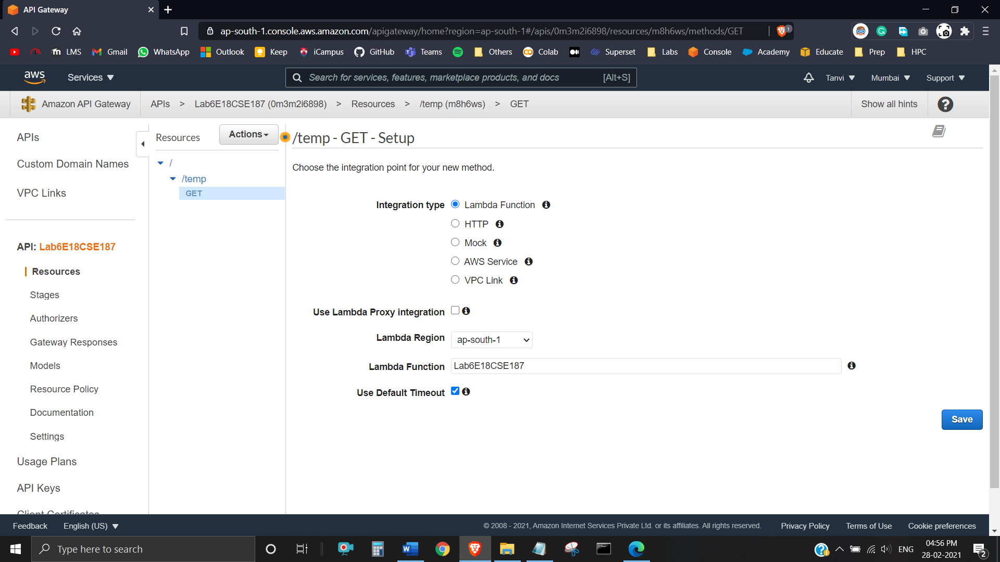 API Gateway
ap-south-1.console.aws.amazon.com/apigateway/home?region=ap-south-1#/apis/0m3m2i6898/resources/m8h6ws/methods/GET
1
LMS Gmail WhatsApp Outlook Keep iCampus GitHub Teams Others Colab Superset Labs Console Academy Educate Prep HPC
aws Services Search for services, features, marketplace products, and docs [Alt+S] Tanvi Mumbai Support
Amazon API Gateway APIs > Lab6E18CSE187 (0m3m2i6898) > Resources > /temp (m8h6ws) > GET Show all hints ?
APIs
Custom Domain Names
VPC Links
API: Lab6E18CSE187
Resources
Stages
Authorizers
Gateway Responses
Models
Resource Policy
Documentation
Settings
Usage Plans
API Keys
Client Certificates
Resources Actions
/
/temp
GET
/temp - GET - Setup
Choose the integration point for your new method.
Integration type Lambda Function
HTTP
Mock
AWS Service
VPC Link
Use Lambda Proxy integration
Lambda Region ap-south-1
Lambda Function Lab6E18CSE187
Use Default Timeout
Save
Feedback English (US) © 2008 - 2021, Amazon Internet Services Private Ltd. or its affiliates. All rights reserved. Privacy Policy Terms of Use Cookie preferences
Type here to search ENG 04:56 PM
28-02-2021
2